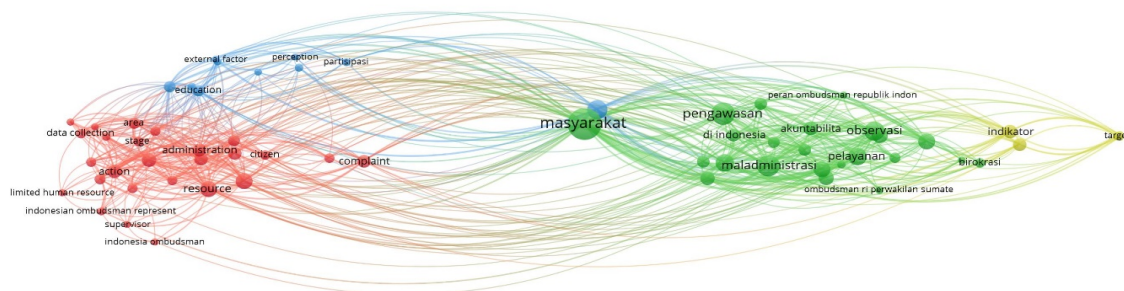 external factor
perception
partisipasi
education
area
data collection
stage
administration
citizen
complaint
action
resource
limited human resource
indonesian ombudsman represent
supervisor
indonesia ombudsman
masyarakat
peran ombudsman republik indon
pengawasan
di indonesia
akuntabilita
observasi
maladministrasi
pelayanan
ombudsman ri perwakilan sumate
indikator
birokrasi
target